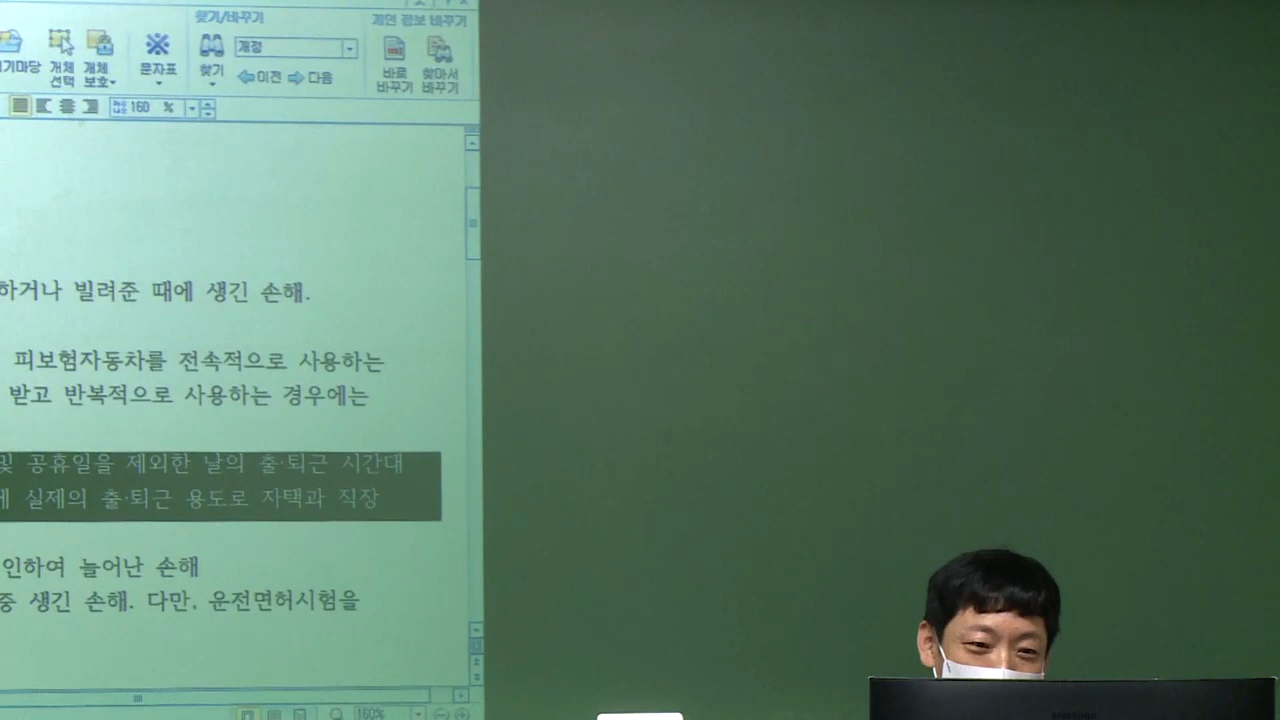 찾기/바꾸기
개인 정보 바꾸기
개체 선택
개체 보호
문자표
찾기
개정
이전
다음
바로 바꾸기
찾아서 바꾸기
160 %
하거나 빌려준 때에 생긴 손해.
피보험자동차를 전속적으로 사용하는
받고 반복적으로 사용하는 경우에는
및 공휴일을 제외한 날의 출·퇴근 시간대
에 실제의 출·퇴근 용도로 자택과 직장
인하여 늘어난 손해
중 생긴 손해. 다만, 운전면허시험을
160%
SAMSUNG